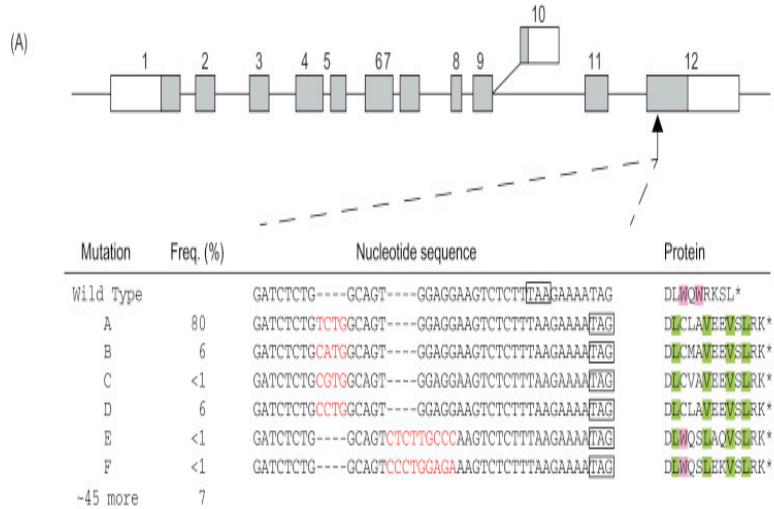 (A)
10
1 2 3 4 5 67 8 9 11 12
Mutation Freq. (%) Nucleotide sequence Protein
Wild Type GATCTCTG----GCAGT----GGAGGAAGTCTCTTTAAGAAAATAG DLWQWRKSL*
A 80 GATCTCTGTCTGGCAGT----GGAGGAAGTCTCTTTAAGAAAATAG DLCLAVEEVSLRK*
B 6 GATCTCTGCATGGCAGT----GGAGGAAGTCTCTTTAAGAAAATAG DLCMAVEEVSLRK*
C <1 GATCTCTGCGTGGCAGT----GGAGGAAGTCTCTTTAAGAAAATAG DLCVAVEEVSLRK*
D 6 GATCTCTGCCTGGCAGT----GGAGGAAGTCTCTTTAAGAAAATAG DLCLAVEEVSLRK*
E <1 GATCTCTG----GCAGTCTCTTGCCCAAGTCTCTTTAAGAAAATAG DLWQSLAQVSLRK*
F <1 GATCTCTG----GCAGTCCCTGGAGAAAGTCTCTTTAAGAAAATAG DLWQSLEKVSLRK*
~45 more 7